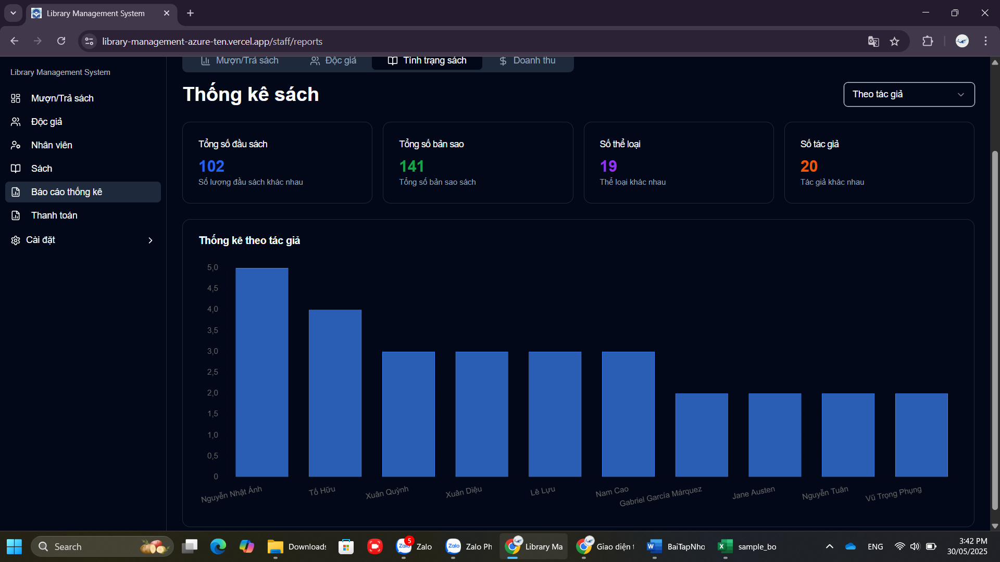 Library Management System
library-management-azure-ten.vercel.app/staff/reports
Library Management System
Mượn/Trả sách
Độc giả
Nhân viên
Sách
Báo cáo thống kê
Thanh toán
Cài đặt
Mượn/Trả sách Độc giả Tình trạng sách Doanh thu
Thống kê sách
Theo tác giả
Tổng số đầu sách
102
Số lượng đầu sách khác nhau
Tổng số bản sao
141
Tổng số bản sao sách
Số thể loại
19
Thể loại khác nhau
Số tác giả
20
Tác giả khác nhau
Thống kê theo tác giả
5,0
4,5
4,0
3,5
3,0
2,5
2,0
1,5
1,0
0,5
0
Nguyễn Nhật Ánh
Tố Hữu
Xuân Quỳnh
Xuân Diệu
Lê Lựu
Nam Cao
Gabriel García Márquez
Jane Austen
Nguyễn Tuân
Vũ Trọng Phụng
Search
Downloads
Zalo 5 Zalo
Zalo Zalo Ph
Library Ma
Giao diện t
W BaiTapNho
X sample_bo
ENG
3:42 PM
30/05/2025